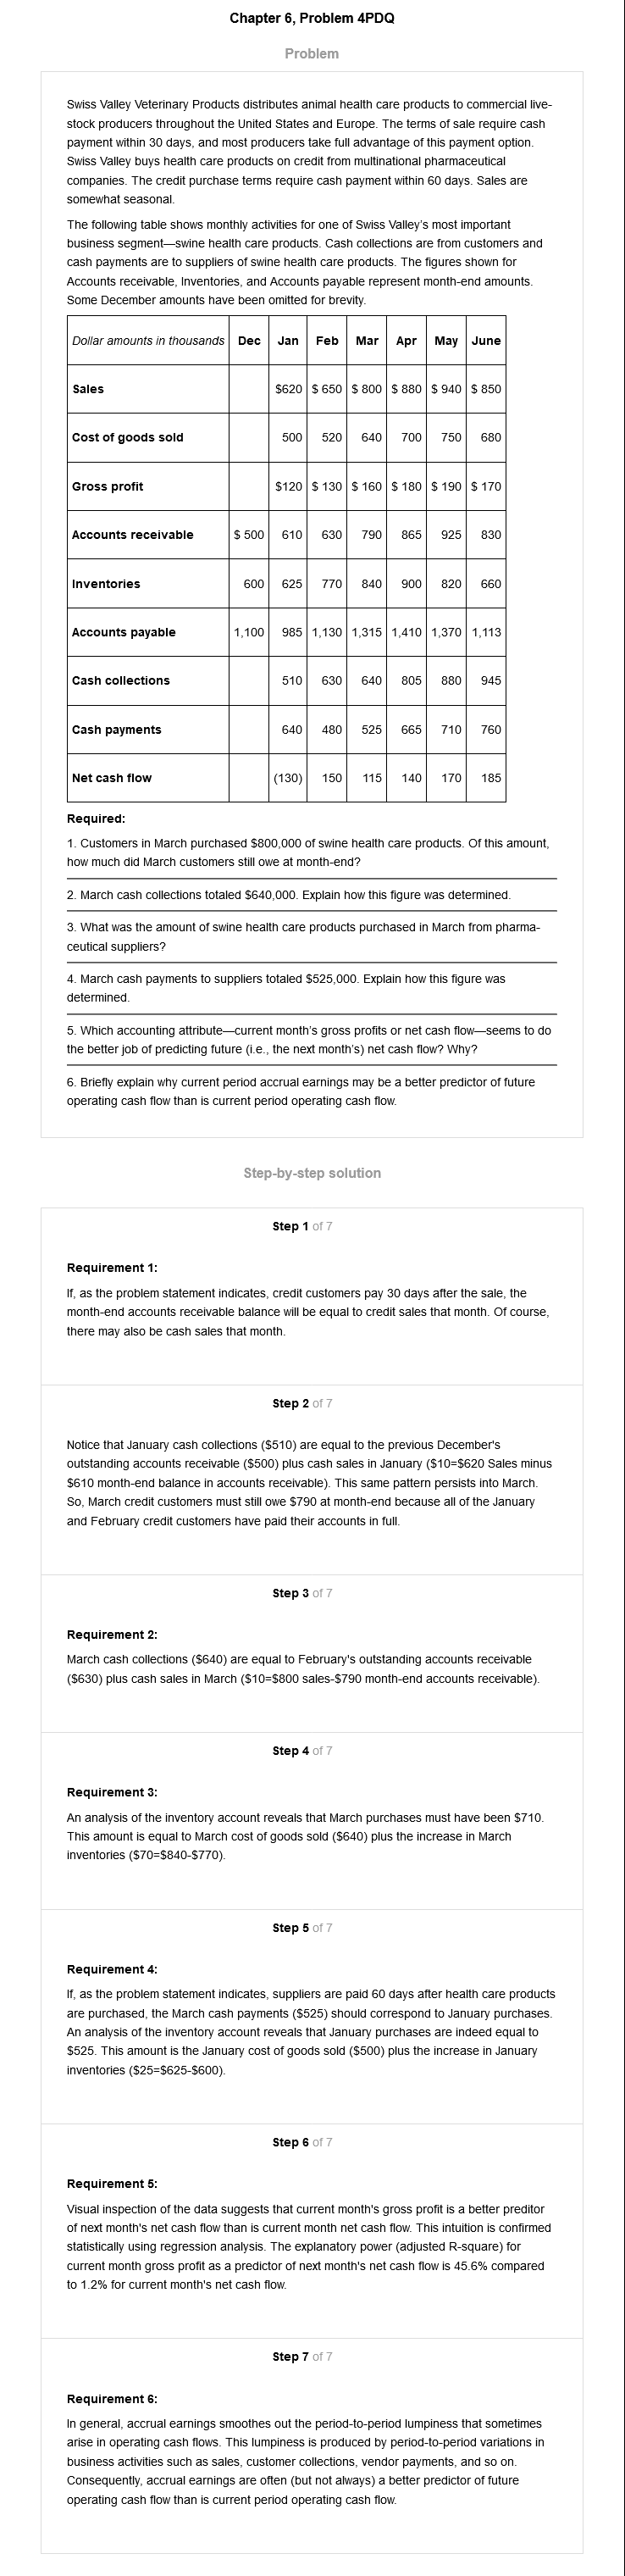 Chapter 6, Problem 4PDQ
Problem
Swiss Valley Veterinary Products distributes animal health care products to commercial live-
stock producers throughout the United States and Europe. The terms of sale require cash
payment within 30 days, and most producers take full advantage of this payment option.
Swiss Valley buys health care products on credit from multinational pharmaceutical
companies. The credit purchase terms require cash payment within 60 days. Sales are
somewhat seasonal.
The following table shows monthly activities for one of Swiss Valley's most important
business segment—swine health care products. Cash collections are from customers and
cash payments are to suppliers of swine health care products. The figures shown for
Accounts receivable, Inventories, and Accounts payable represent month-end amounts.
Some December amounts have been omitted for brevity.
Dollar amounts in thousands Dec Jan Feb Mar Apr May June
Sales $620 $ 650 $ 800 $ 880 $ 940 $ 850
Cost of goods sold 500 520 640 700 750 680
Gross profit $120 $ 130 $ 160 $ 180 $ 190 $ 170
Accounts receivable $ 500 610 630 790 865 925 830
Inventories 600 625 770 840 900 820 660
Accounts payable 1,100 985 1,130 1,315 1,410 1,370 1,113
Cash collections 510 630 640 805 880 945
Cash payments 640 480 525 665 710 760
Net cash flow (130) 150 115 140 170 185
Required:
1. Customers in March purchased $800,000 of swine health care products. Of this amount,
how much did March customers still owe at month-end?
2. March cash collections totaled $640,000. Explain how this figure was determined.
3. What was the amount of swine health care products purchased in March from pharma-
ceutical suppliers?
4. March cash payments to suppliers totaled $525,000. Explain how this figure was
determined.
5. Which accounting attribute—current month's gross profits or net cash flow—seems to do
the better job of predicting future (i.e., the next month's) net cash flow? Why?
6. Briefly explain why current period accrual earnings may be a better predictor of future
operating cash flow than is current period operating cash flow.
Step-by-step solution
Step 1 of 7
Requirement 1:
If, as the problem statement indicates, credit customers pay 30 days after the sale, the
month-end accounts receivable balance will be equal to credit sales that month. Of course,
there may also be cash sales that month.
Step 2 of 7
Notice that January cash collections ($510) are equal to the previous December's
outstanding accounts receivable ($500) plus cash sales in January ($10=$620 Sales minus
$610 month-end balance in accounts receivable). This same pattern persists into March.
So, March credit customers must still owe $790 at month-end because all of the January
and February credit customers have paid their accounts in full.
Step 3 of 7
Requirement 2:
March cash collections ($640) are equal to February's outstanding accounts receivable
($630) plus cash sales in March ($10=$800 sales-$790 month-end accounts receivable).
Step 4 of 7
Requirement 3:
An analysis of the inventory account reveals that March purchases must have been $710.
This amount is equal to March cost of goods sold ($640) plus the increase in March
inventories ($70=$840-$770).
Step 5 of 7
Requirement 4:
If, as the problem statement indicates, suppliers are paid 60 days after health care products
are purchased, the March cash payments ($525) should correspond to January purchases.
An analysis of the inventory account reveals that January purchases are indeed equal to
$525. This amount is the January cost of goods sold ($500) plus the increase in January
inventories ($25=$625-$600).
Step 6 of 7
Requirement 5:
Visual inspection of the data suggests that current month's gross profit is a better preditor
of next month's net cash flow than is current month net cash flow. This intuition is confirmed
statistically using regression analysis. The explanatory power (adjusted R-square) for
current month gross profit as a predictor of next month's net cash flow is 45.6% compared
to 1.2% for current month's net cash flow.
Step 7 of 7
Requirement 6:
In general, accrual earnings smoothes out the period-to-period lumpiness that sometimes
arise in operating cash flows. This lumpiness is produced by period-to-period variations in
business activities such as sales, customer collections, vendor payments, and so on.
Consequently, accrual earnings are often (but not always) a better predictor of future
operating cash flow than is current period operating cash flow.